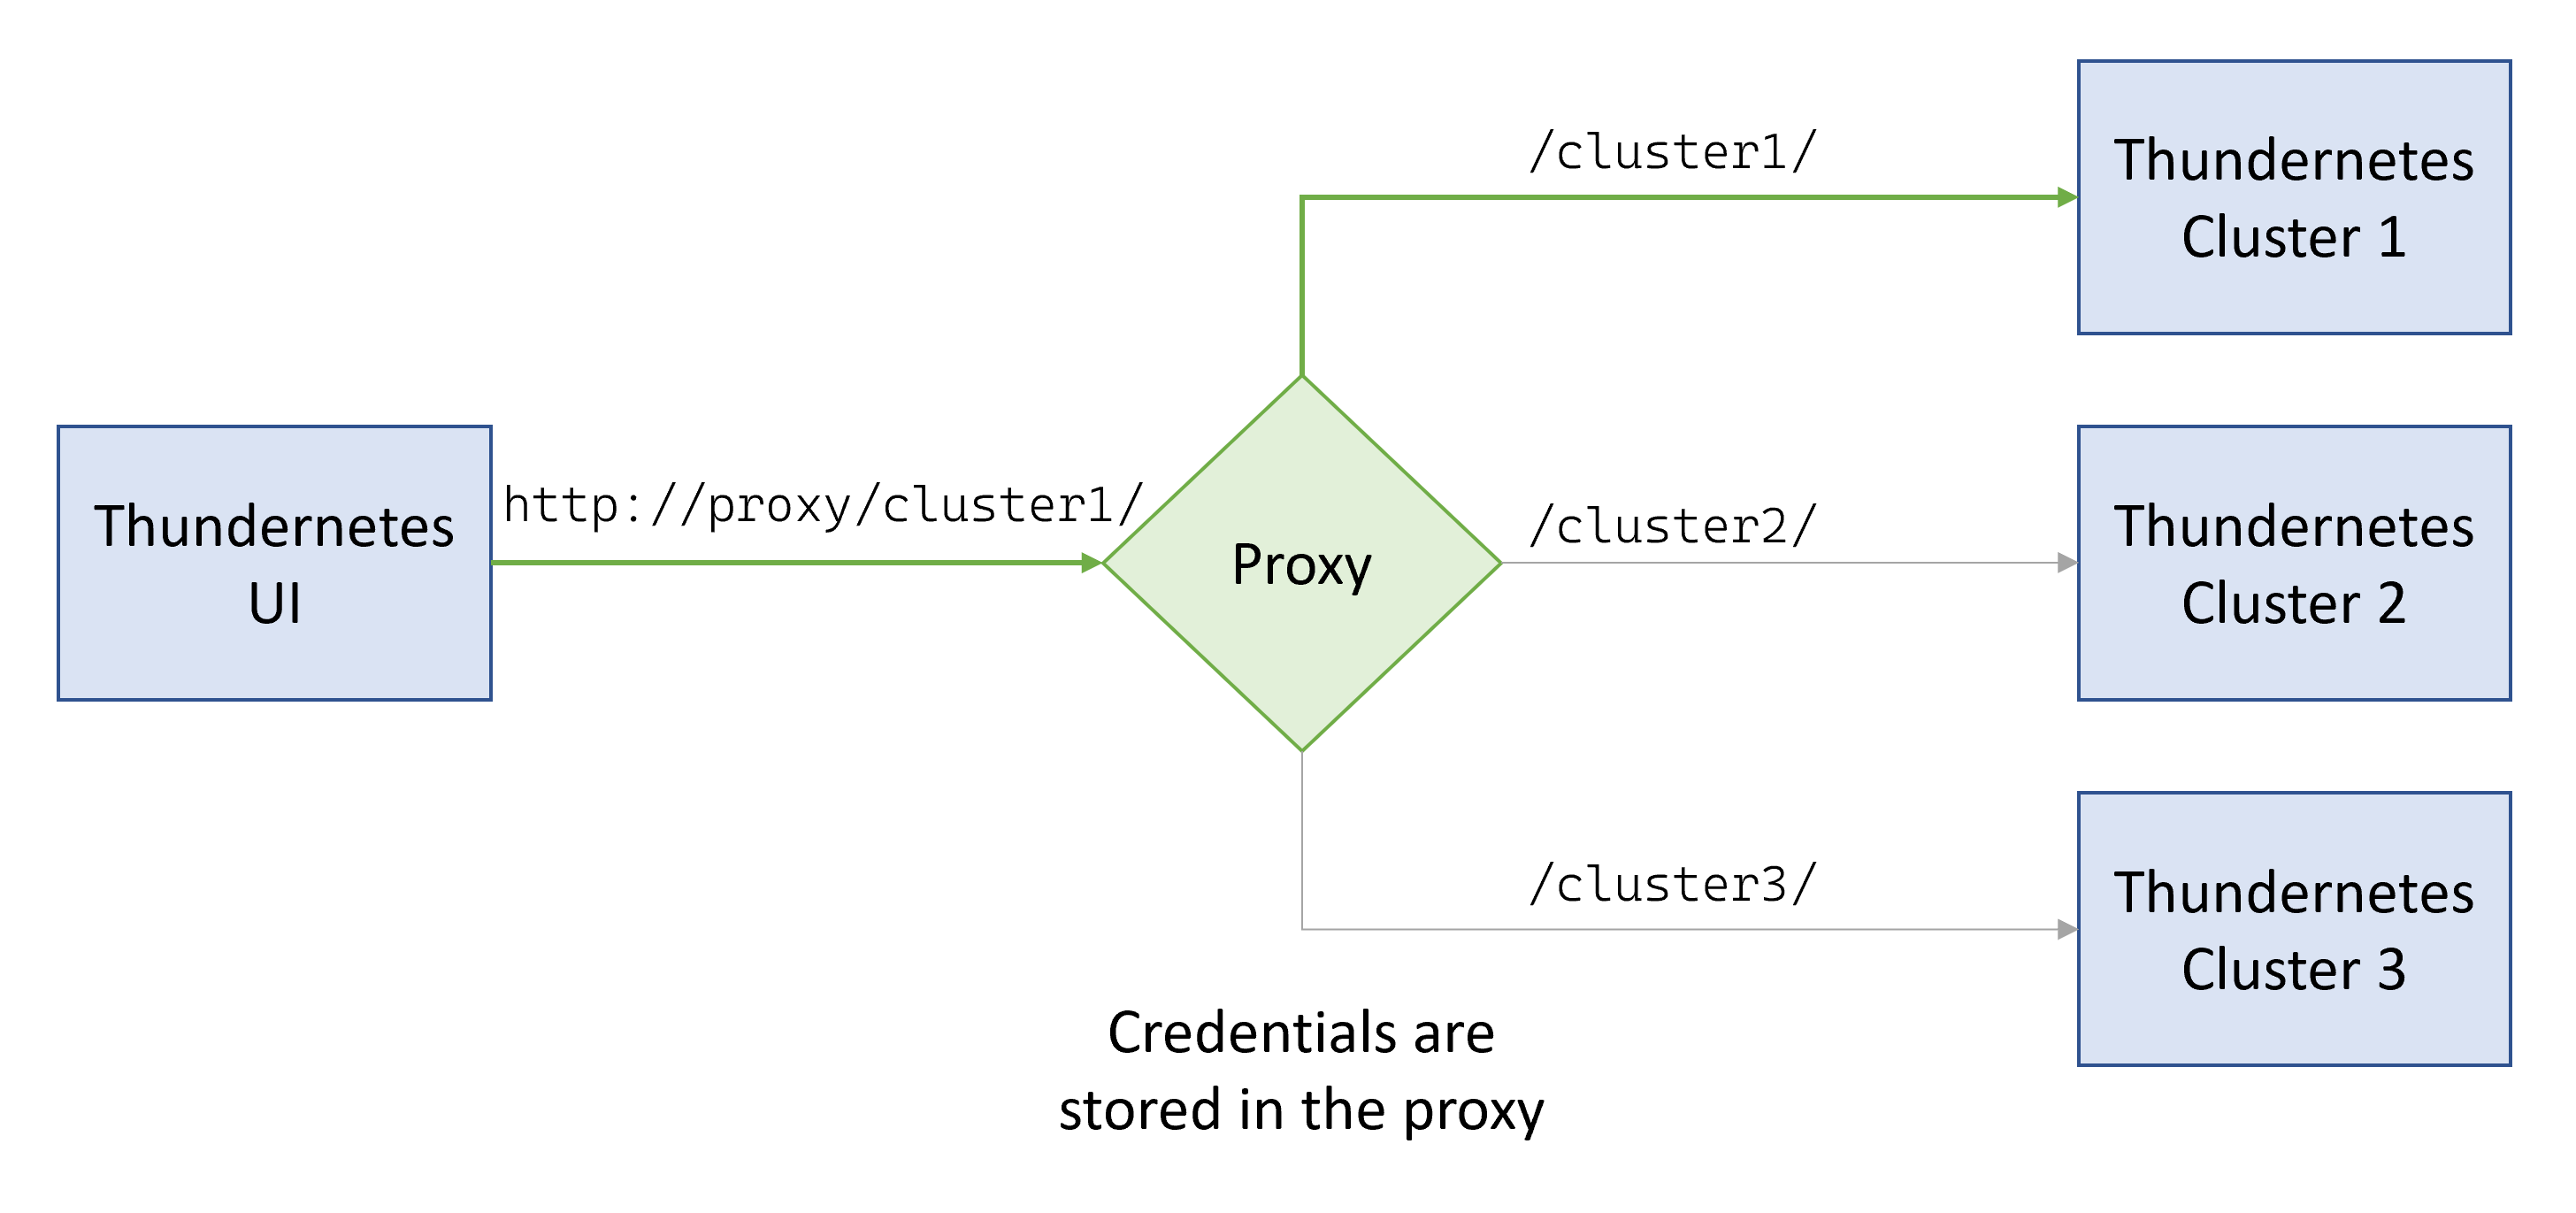 Thundernetes
UI
http://proxy/cluster1/
Proxy
/cluster1/
Thundernetes
Cluster 1
/cluster2/
Thundernetes
Cluster 2
/cluster3/
Thundernetes
Cluster 3
Credentials are
stored in the proxy